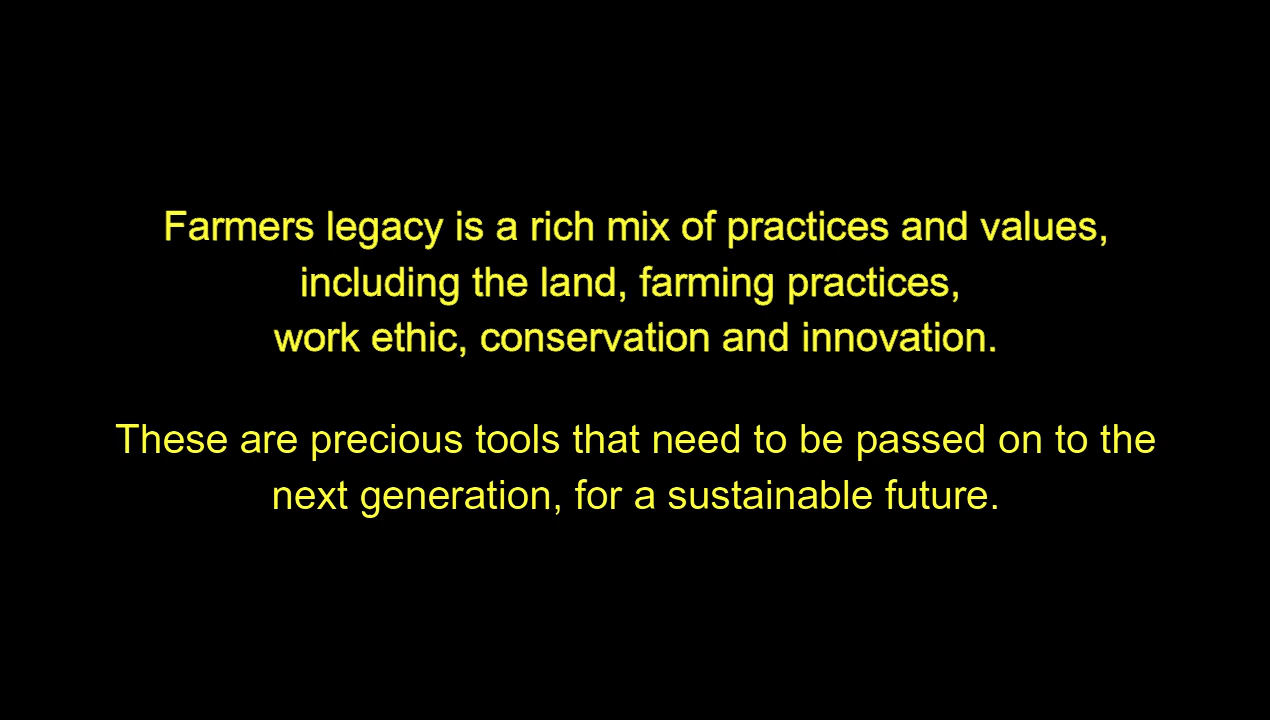 Farmers legacy is a rich mix of practices and values,
including the land, farming practices,
work ethic, conservation and innovation.
These are precious tools that need to be passed on to the
next generation, for a sustainable future.